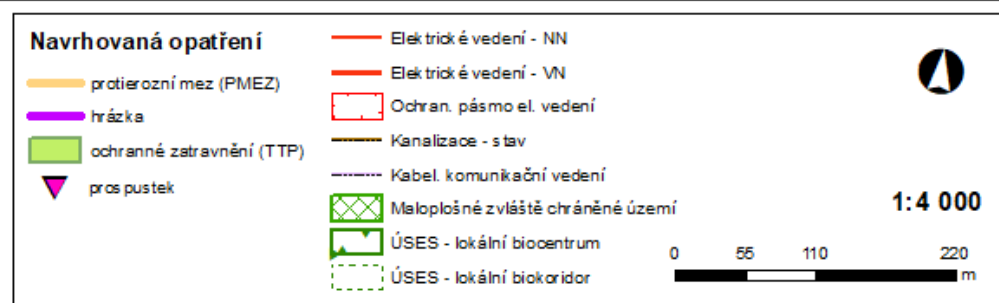 Navrhovaná opatření
protierozní mez (PMEZ)
hrázka
ochranné zatravnění (TTP)
prospustek
Elektrické vedení - NN
Elektrické vedení - VN
Ochran. pásmo el. vedení
Kanalizace - stav
Kabel. komunikační vedení
Maloplošné zvláště chráněné území
ÚSES - lokální biocentrum
ÚSES - lokální biokoridor
1:4 000
0 55 110 220
m